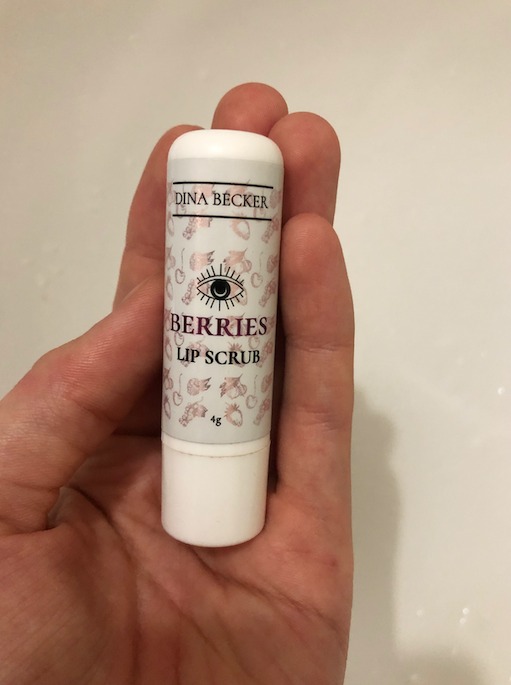 DINA BECKER
BERRIES
LIP SCRUB
4g